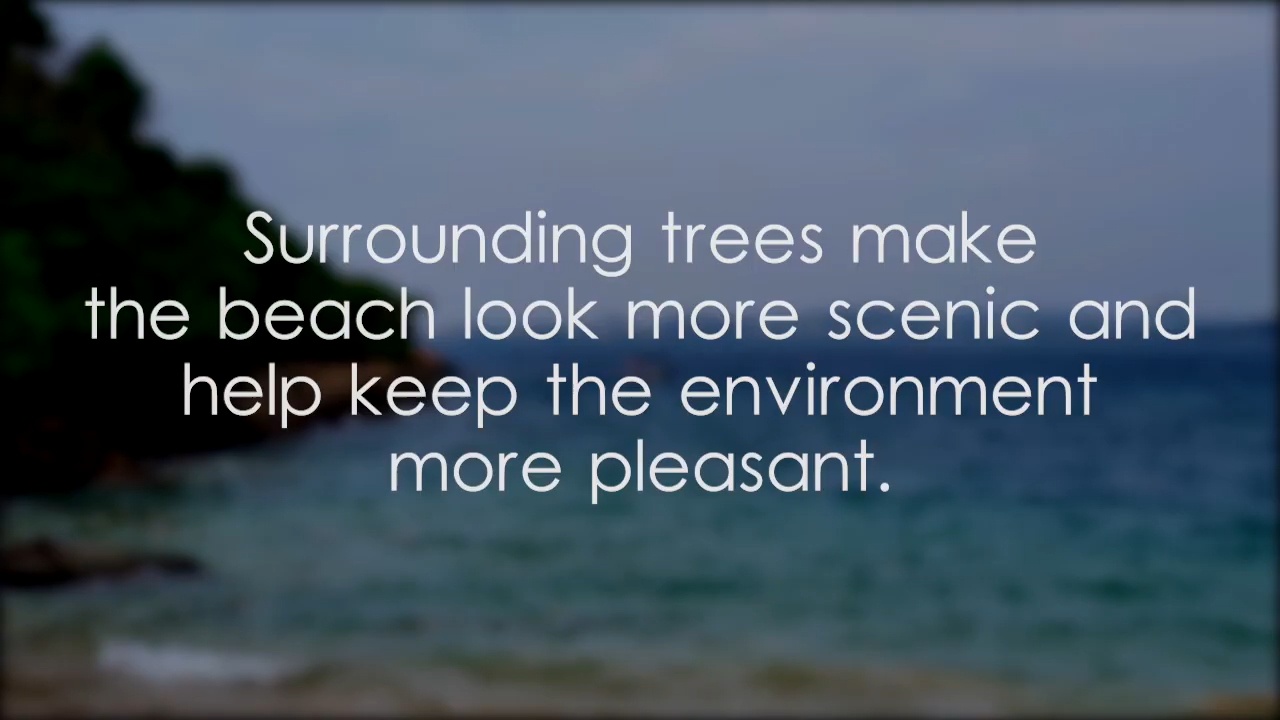 Surrounding trees make
the beach look more scenic and
help keep the environment
more pleasant.